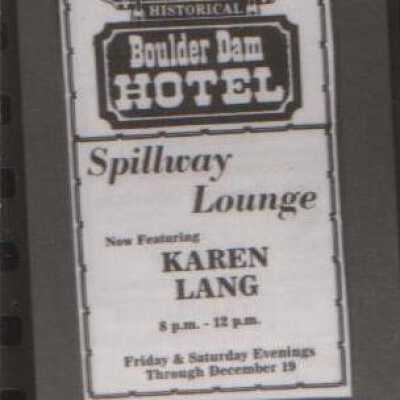 HISTORICAL
Boulder Dam
HOTEL
Spillway
Lounge
Now Featuring
KAREN
LANG
8 p.m. - 12 p.m.
Friday & Saturday Evenings
Through December 19